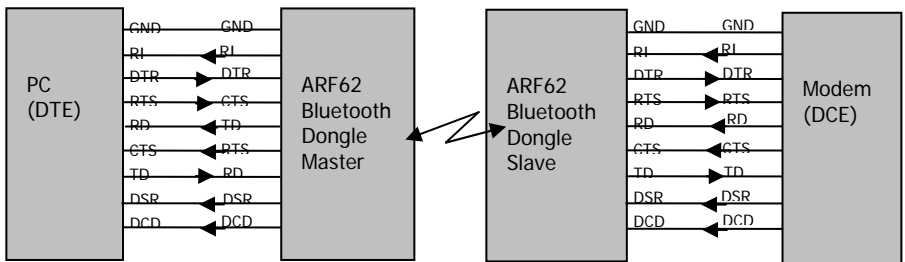 PC
(DTE)
GND GND
RI RI
DTR DTR
RTS CTS
RD TD
CTS RTS
TD RD
DSR DSR
DCD DCD
ARF62
Bluetooth
Dongle
Master
ARF62
Bluetooth
Dongle
Slave
GND GND
RI RI
DTR DTR
RTS RTS
RD RD
CTS CTS
TD TD
DSR DSR
DCD DCD
Modem
(DCE)